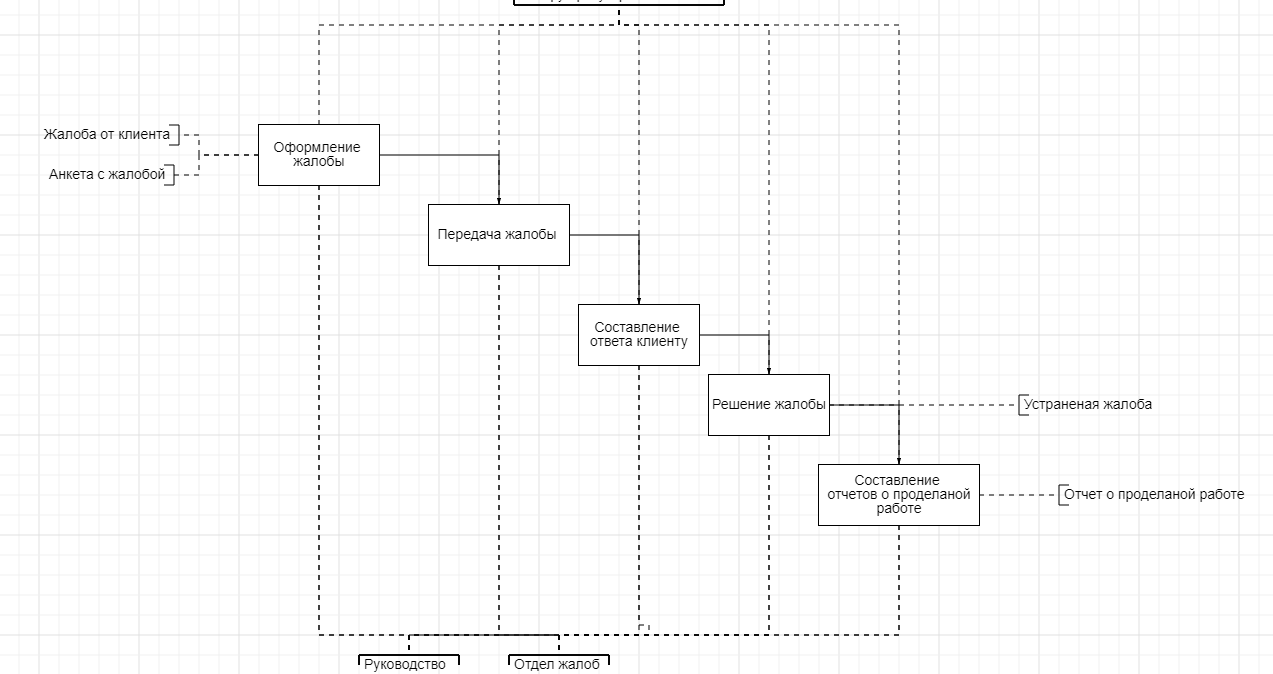 Жалоба от клиента
Анкета с жалобой
Оформление
жалобы
Передача жалобы
Составление
ответа клиенту
Решение жалобы
Устраненая жалоба
Составление
отчетов о проделаной
работе
Отчет о проделаной работе
Руководство
Отдел жалоб